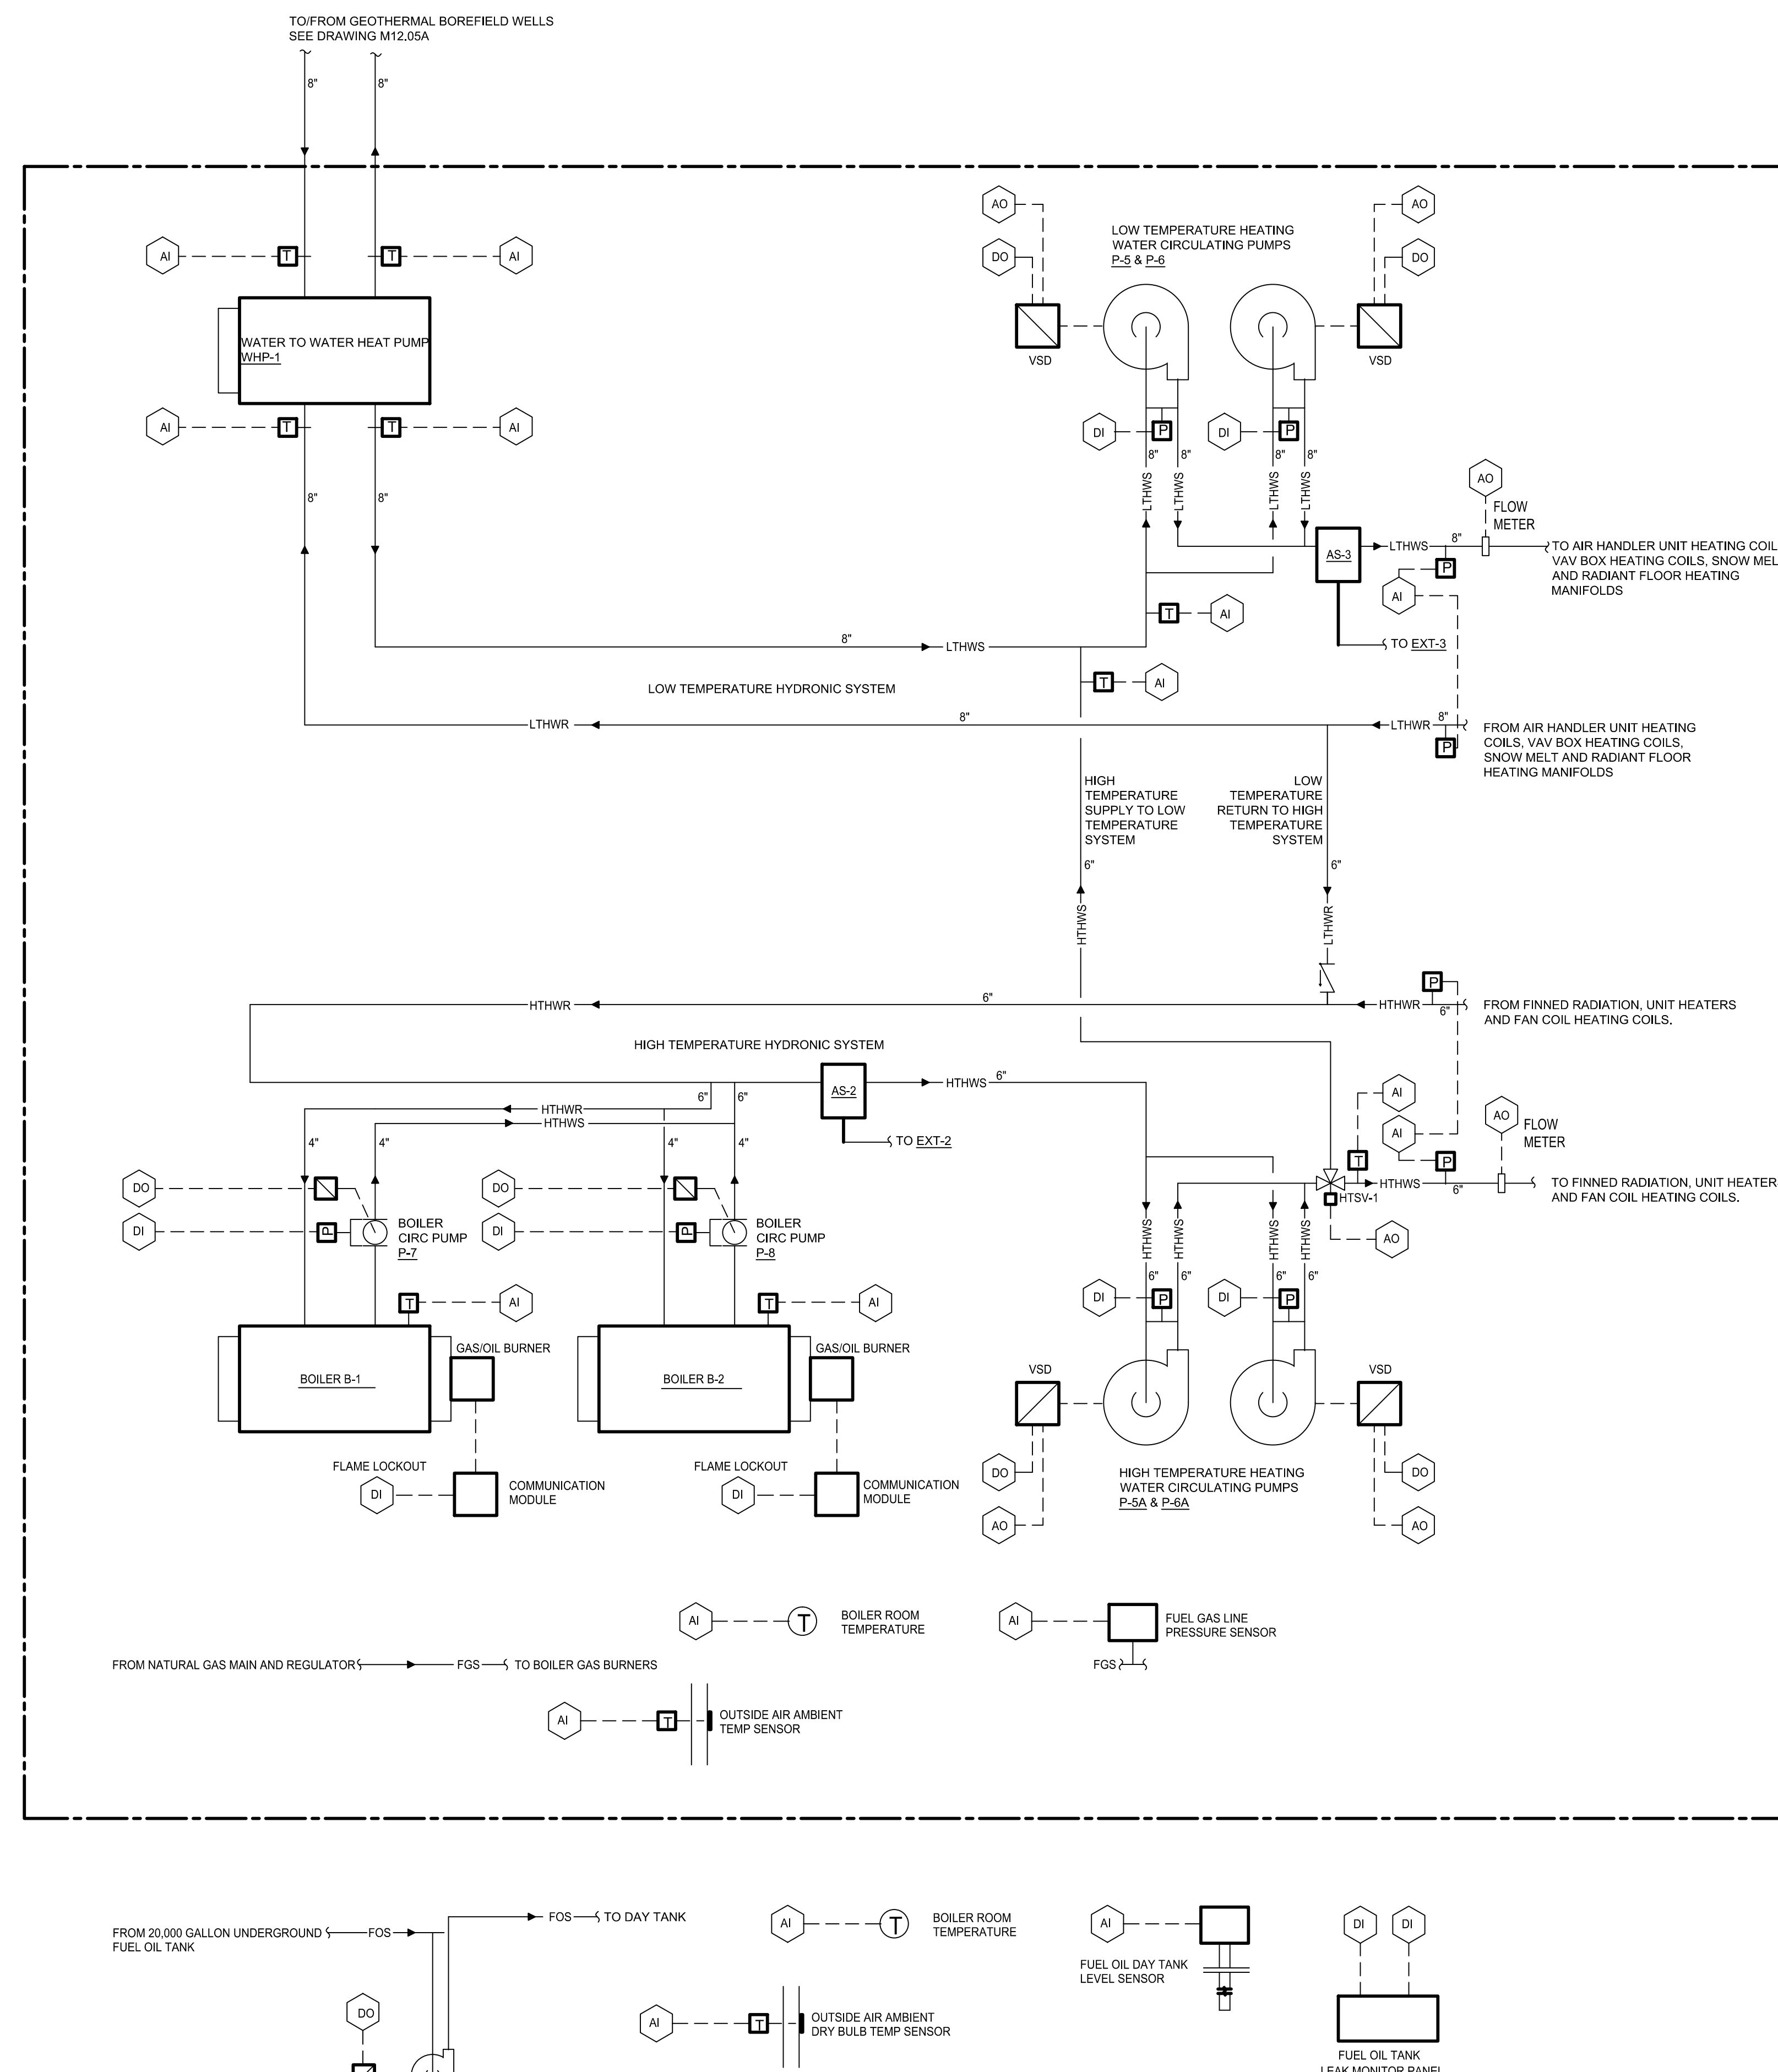 TO/FROM GEOTHERMAL BOREFIELD WELLS
SEE DRAWING M12.05A
8"
8"
AI
T
T
AI
WATER TO WATER HEAT PUMP
WHP-1
AI
T
T
AI
8"
8"
AO
DO
VSD
LOW TEMPERATURE HEATING
WATER CIRCULATING PUMPS
P-5 & P-6
AO
DO
VSD
DI
P
DI
P
8"
8"
8"
8"
LTHWS
LTHWS
LTHWS
LTHWS
AS-3
LTHWS
8"
AO
FLOW
METER
TO AIR HANDLER UNIT HEATING COIL
VAV BOX HEATING COILS, SNOW MEL
AND RADIANT FLOOR HEATING
MANIFOLDS
P
AI
T
AI
TO EXT-3
8"
LTHWS
T
AI
LOW TEMPERATURE HYDRONIC SYSTEM
LTHWR
8"
LTHWR
8"
P
FROM AIR HANDLER UNIT HEATING
COILS, VAV BOX HEATING COILS,
SNOW MELT AND RADIANT FLOOR
HEATING MANIFOLDS
HIGH
TEMPERATURE
SUPPLY TO LOW
TEMPERATURE
SYSTEM
LOW
TEMPERATURE
RETURN TO HIGH
TEMPERATURE
SYSTEM
6"
6"
HTHWS
LTHWR
HTHWR
6"
HTHWR
6"
P
FROM FINNED RADIATION, UNIT HEATERS
AND FAN COIL HEATING COILS.
HIGH TEMPERATURE HYDRONIC SYSTEM
AS-2
HTHWS
6"
6"
6"
HTHWR
HTHWS
TO EXT-2
4"
4"
4"
4"
AI
AI
AO
FLOW
METER
T
P
HTHWS
6"
HTSV-1
TO FINNED RADIATION, UNIT HEATER
AND FAN COIL HEATING COILS.
AO
DO
DI
P
BOILER
CIRC PUMP
P-7
DO
DI
P
BOILER
CIRC PUMP
P-8
HTHWS
HTHWS
HTHWS
HTHWS
6"
6"
6"
6"
DI
P
DI
P
T
AI
T
AI
BOILER B-1
GAS/OIL BURNER
BOILER B-2
GAS/OIL BURNER
VSD
VSD
FLAME LOCKOUT
DI
COMMUNICATION
MODULE
FLAME LOCKOUT
DI
COMMUNICATION
MODULE
DO
AO
HIGH TEMPERATURE HEATING
WATER CIRCULATING PUMPS
P-5A & P-6A
DO
AO
AI
T
BOILER ROOM
TEMPERATURE
AI
FUEL GAS LINE
PRESSURE SENSOR
FGS
FROM NATURAL GAS MAIN AND REGULATOR
FGS
TO BOILER GAS BURNERS
AI
T
OUTSIDE AIR AMBIENT
TEMP SENSOR
FROM 20,000 GALLON UNDERGROUND
FUEL OIL TANK
FOS
FOS
TO DAY TANK
AI
T
BOILER ROOM
TEMPERATURE
AI
FUEL OIL DAY TANK
LEVEL SENSOR
DI
DI
DO
AI
T
OUTSIDE AIR AMBIENT
DRY BULB TEMP SENSOR
FUEL OIL TANK
LEAK MONITOR PANEL